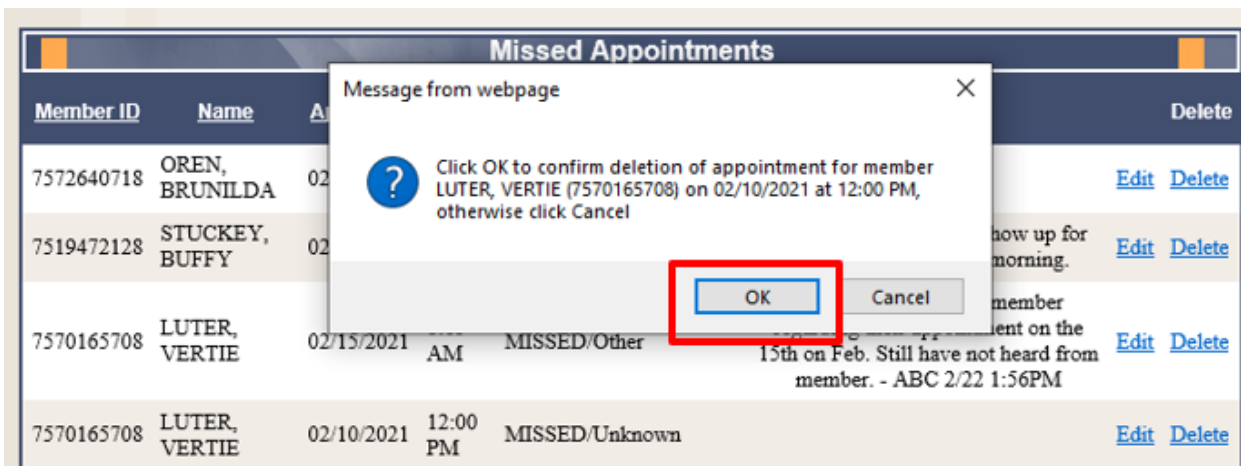 Missed Appointments
Message from webpage
Member ID Name Delete
Click OK to confirm deletion of appointment for member
LUTER, VERTIE (7570165708) on 02/10/2021 at 12:00 PM,
otherwise click Cancel
OK Cancel
7572640718 OREN, BRUNILDA 02 Edit Delete
7519472128 STUCKEY, BUFFY 02 how up for
morning. Edit Delete
7570165708 LUTER, VERTIE 02/15/2021 AM MISSED/Other member
on the
15th on Feb. Still have not heard from
member. - ABC 2/22 1:56PM Edit Delete
7570165708 LUTER, VERTIE 02/10/2021 12:00 PM MISSED/Unknown Edit Delete